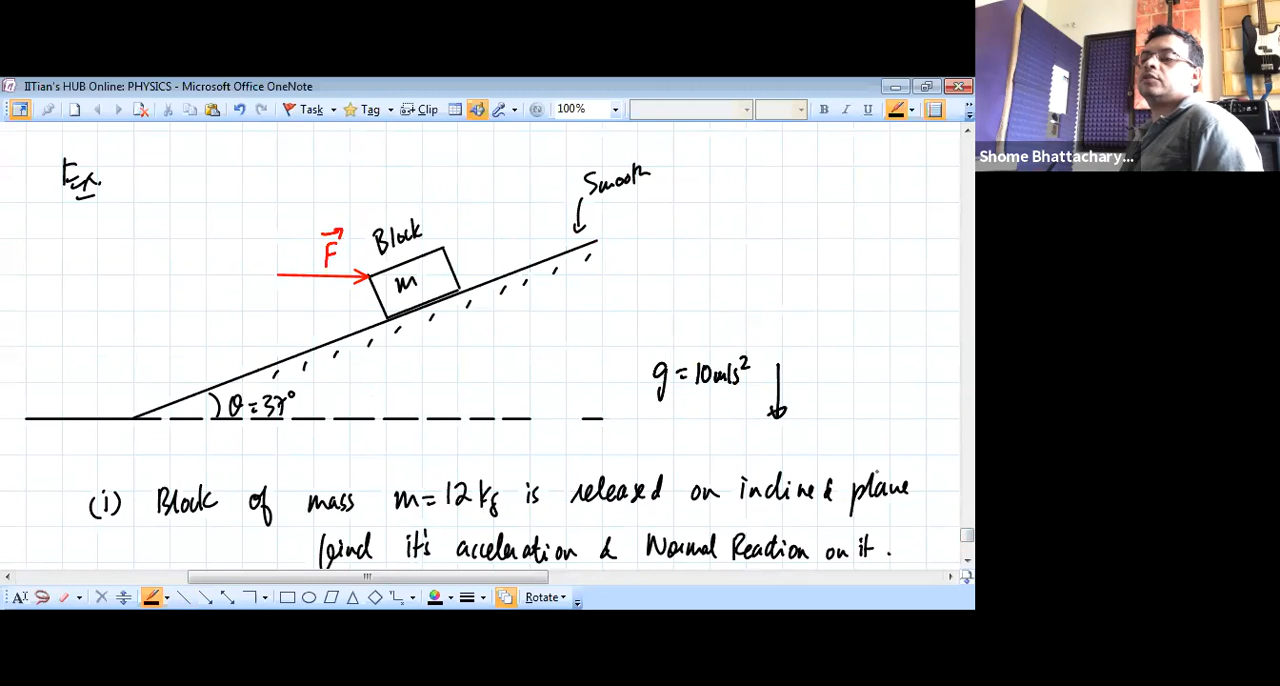 IITian's HUB Online: PHYSICS - Microsoft Office OneNote
Task Tag Clip 100% B I U
Ex.
Smooth
Block
F
m
g = 10 m/s²
θ = 37°
(i) Block of mass m = 12 kg is released on inclined plane
find it's acceleration & Normal Reaction on it.
Rotate
Shome Bhattachary...